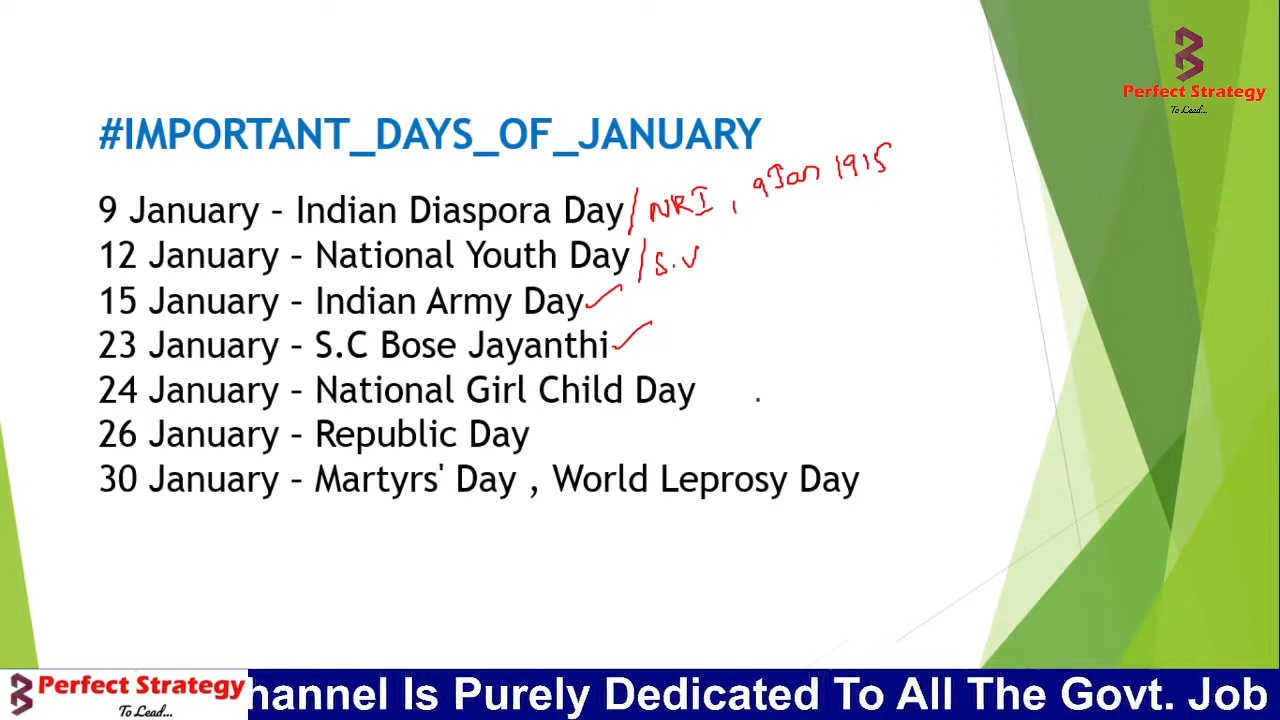 Perfect Strategy
To Lead...
#IMPORTANT_DAYS_OF_JANUARY
9 January – Indian Diaspora Day / NRI , 9 Jan 1915
12 January – National Youth Day / S.V
15 January – Indian Army Day ✓
23 January – S.C Bose Jayanthi ✓
24 January – National Girl Child Day
26 January – Republic Day
30 January – Martyrs' Day , World Leprosy Day
Perfect Strategy
To Lead...
hannel Is Purely Dedicated To All The Govt. Job